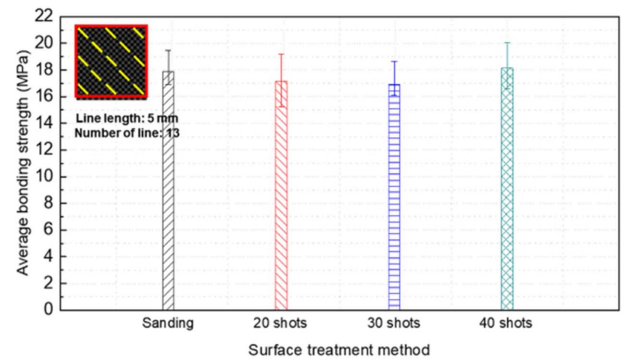 22
20
18
16
14
12
10
8
6
4
2
0
Average bonding strength (MPa)
Line length: 5 mm
Number of line: 13
Sanding
20 shots
30 shots
40 shots
Surface treatment method